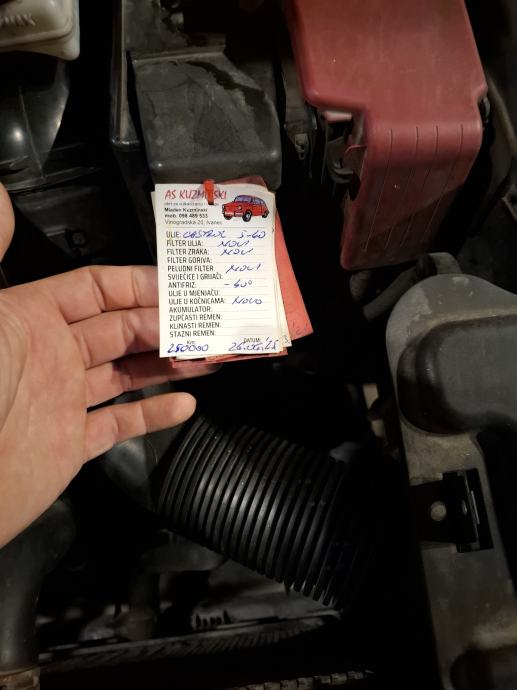 AS KUZMINSKI
Mladen Kuzminski
mob. 098 489 533
Vinogradska 20, Ivanec
ULJE: CASTROL 5-40
FILTER ULJA: NOVI
FILTER ZRAKA: NOVI
FILTER GORIVA:
PELUDNI FILTER NOVI
SVJEĆICE I GRIJAČI:
ANTIFRIZ: -40°
ULJE U MJENJAČU:
ULJE U KOČNICAMA: NOVO
AKUMULATOR:
ZUPČASTI REMEN:
KLINASTI REMEN:
STAZNI REMEN:
Km: DATUM:
250000 26.06.25